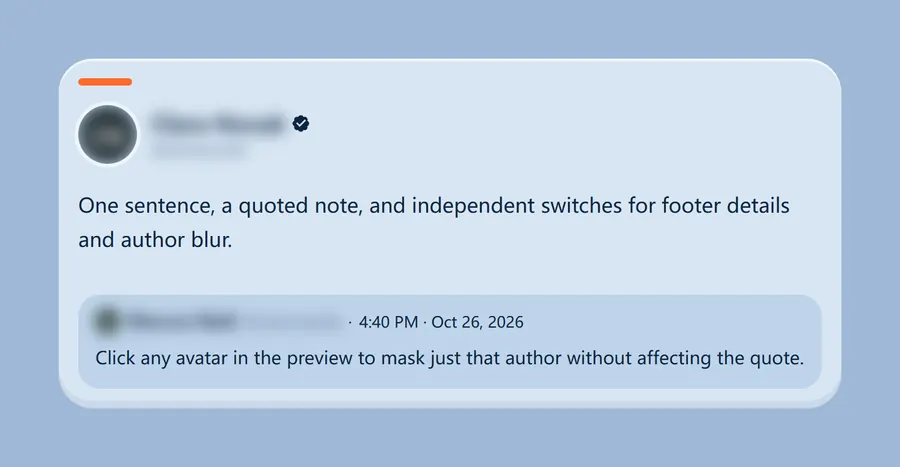 One sentence, a quoted note, and independent switches for footer details
and author blur.
· 4:40 PM · Oct 26, 2026
Click any avatar in the preview to mask just that author without affecting the quote.